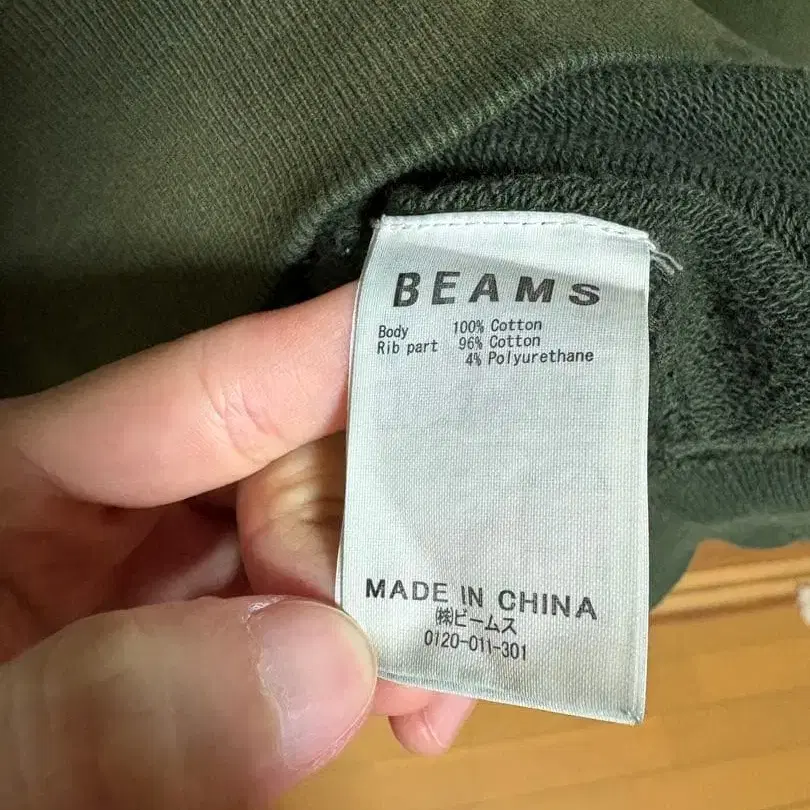 BEAMS
Body 100% Cotton
Rib part 96% Cotton
4% Polyurethane
MADE IN CHINA
㈱ビームス
0120-011-301